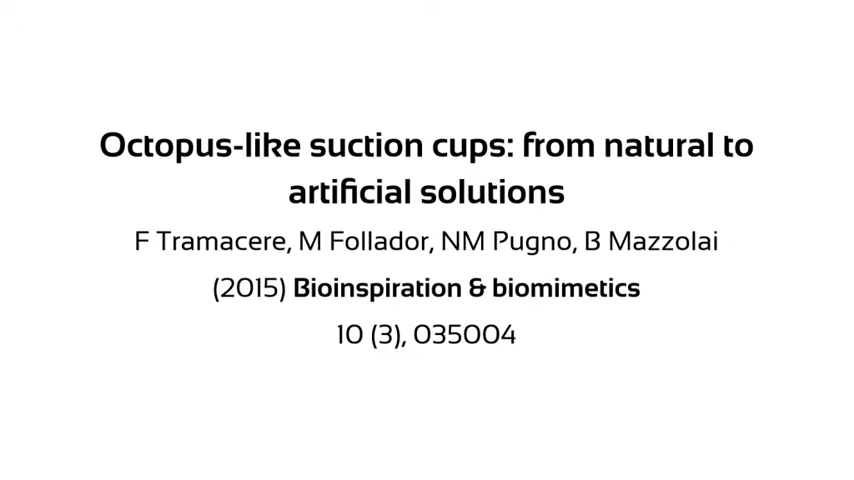 Octopus-like suction cups: from natural to
artificial solutions
F Tramacere, M Follador, NM Pugno, B Mazzolai
(2015) Bioinspiration & biomimetics
10 (3), 035004